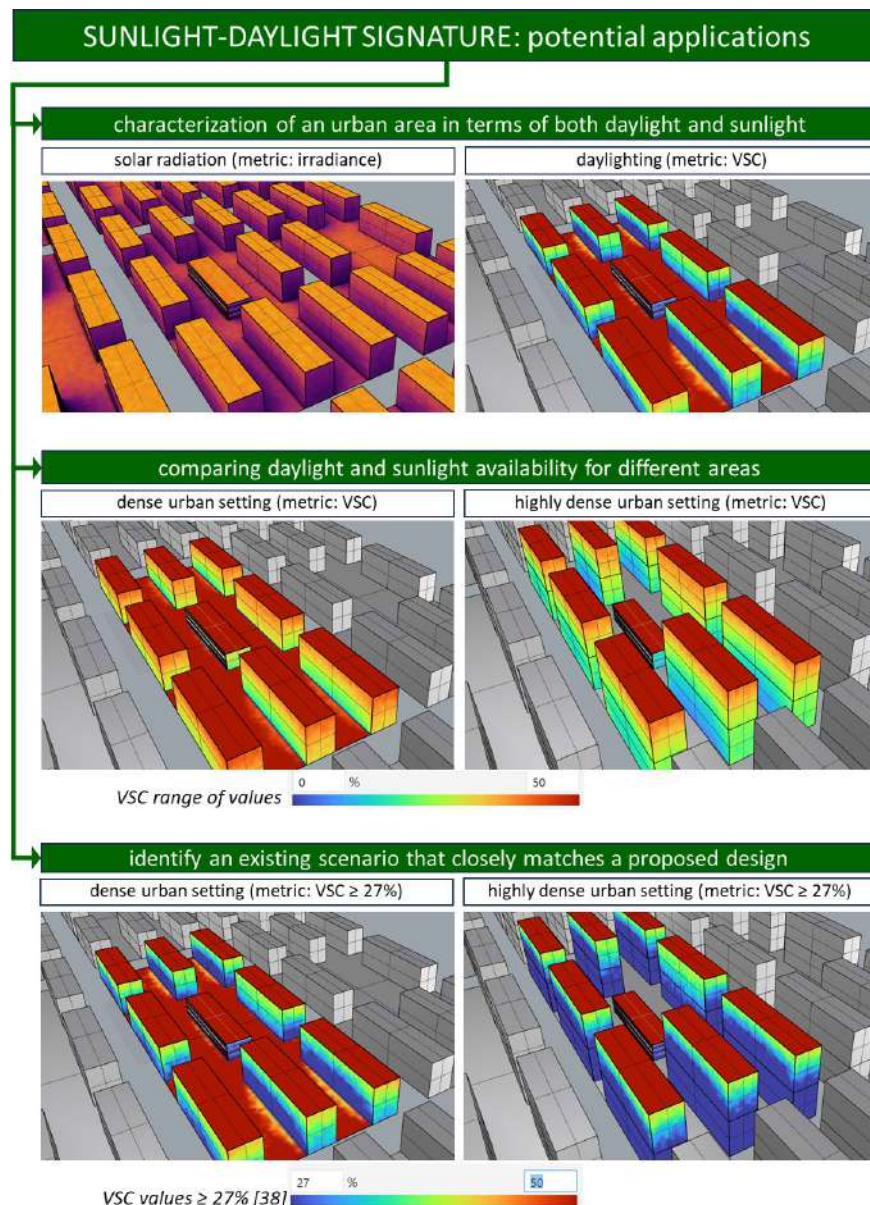 SUNLIGHT-DAYLIGHT SIGNATURE: potential applications
characterization of an urban area in terms of both daylight and sunlight
solar radiation (metric: irradiance)
daylighting (metric: VSC)
comparing daylight and sunlight availability for different areas
dense urban setting (metric: VSC)
highly dense urban setting (metric: VSC)
0 % 50
VSC range of values
identify an existing scenario that closely matches a proposed design
dense urban setting (metric: VSC ≥ 27%)
highly dense urban setting (metric: VSC ≥ 27%)
27 % 50
VSC values ≥ 27% [38]